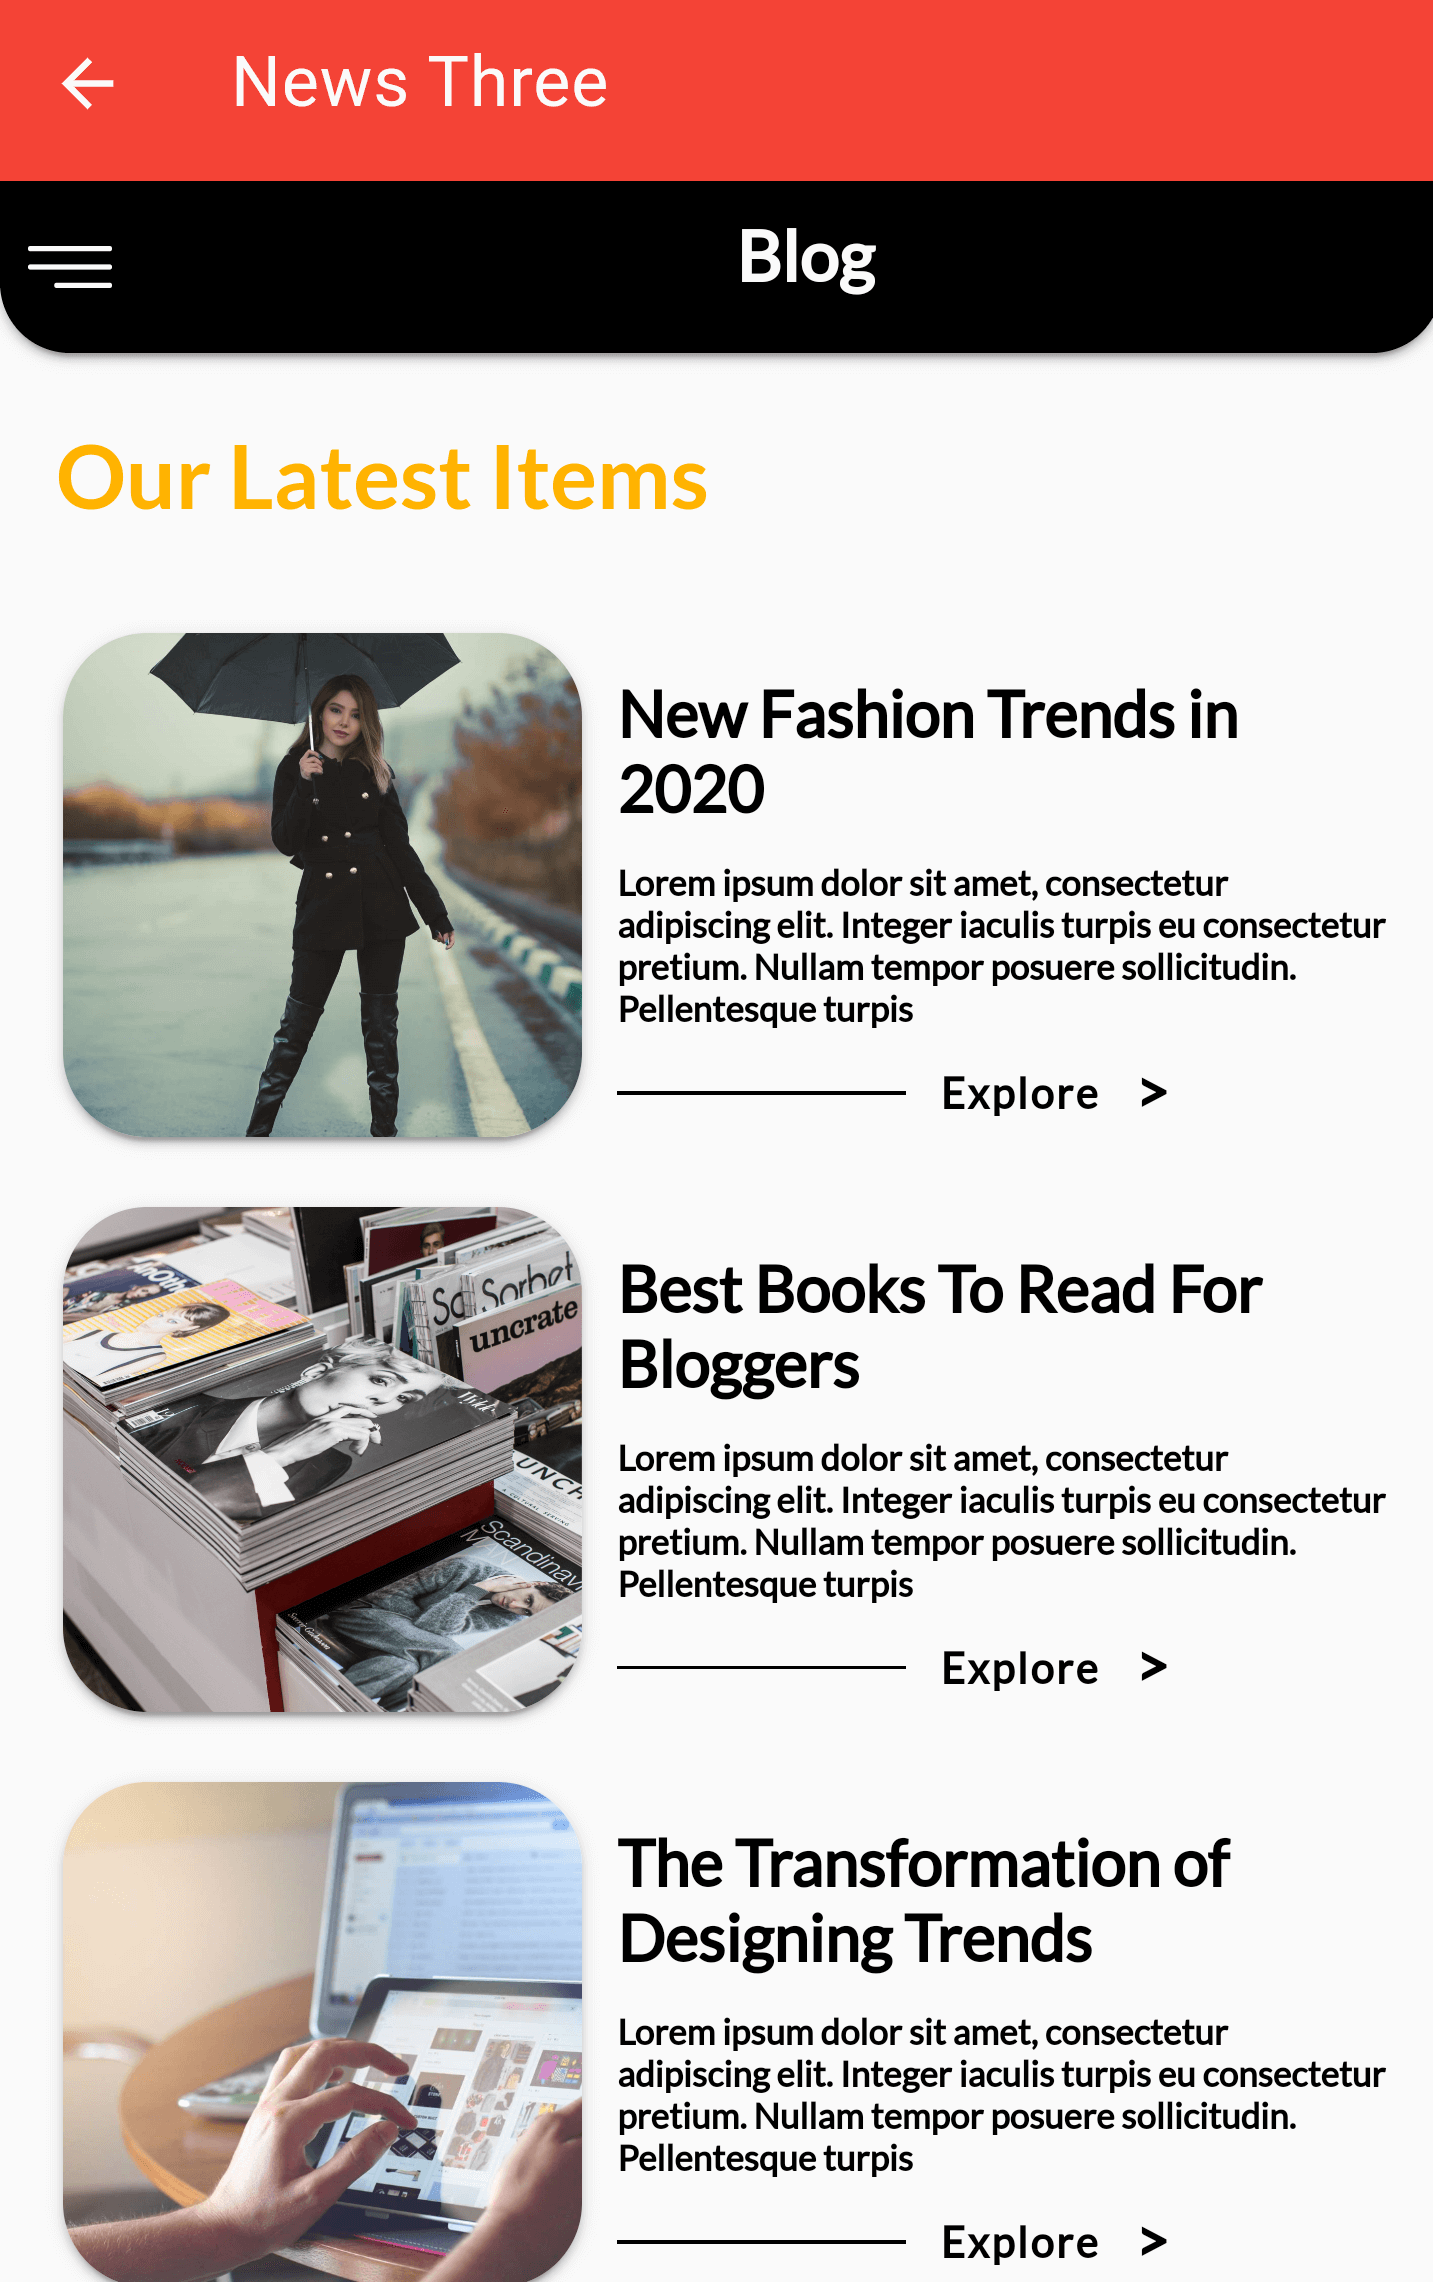 News Three
Blog
Our Latest Items
New Fashion Trends in
2020
Lorem ipsum dolor sit amet, consectetur
adipiscing elit. Integer iaculis turpis eu consectetur
pretium. Nullam tempor posuere sollicitudin.
Pellentesque turpis
Explore >
Sorbet
uncrate
UNCH
Scandinavi
Best Books To Read For
Bloggers
Lorem ipsum dolor sit amet, consectetur
adipiscing elit. Integer iaculis turpis eu consectetur
pretium. Nullam tempor posuere sollicitudin.
Pellentesque turpis
Explore >
The Transformation of
Designing Trends
Lorem ipsum dolor sit amet, consectetur
adipiscing elit. Integer iaculis turpis eu consectetur
pretium. Nullam tempor posuere sollicitudin.
Pellentesque turpis
Explore >